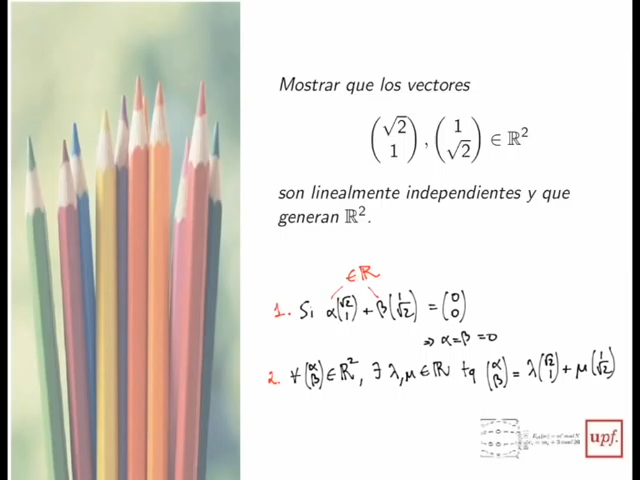 Mostrar que los vectores
(√2 1), (1 √2) ∈ ℝ²
son linealmente independientes y que
generan ℝ².
∈ ℝ
1. Si α(√2 1) + β(1 √2) = (0 0)
⇒ α = β = 0
2. ∀(α β) ∈ ℝ², ∃ λ, μ ∈ ℝ tq (α β) = λ(√2 1) + μ(1 √2)
upf.